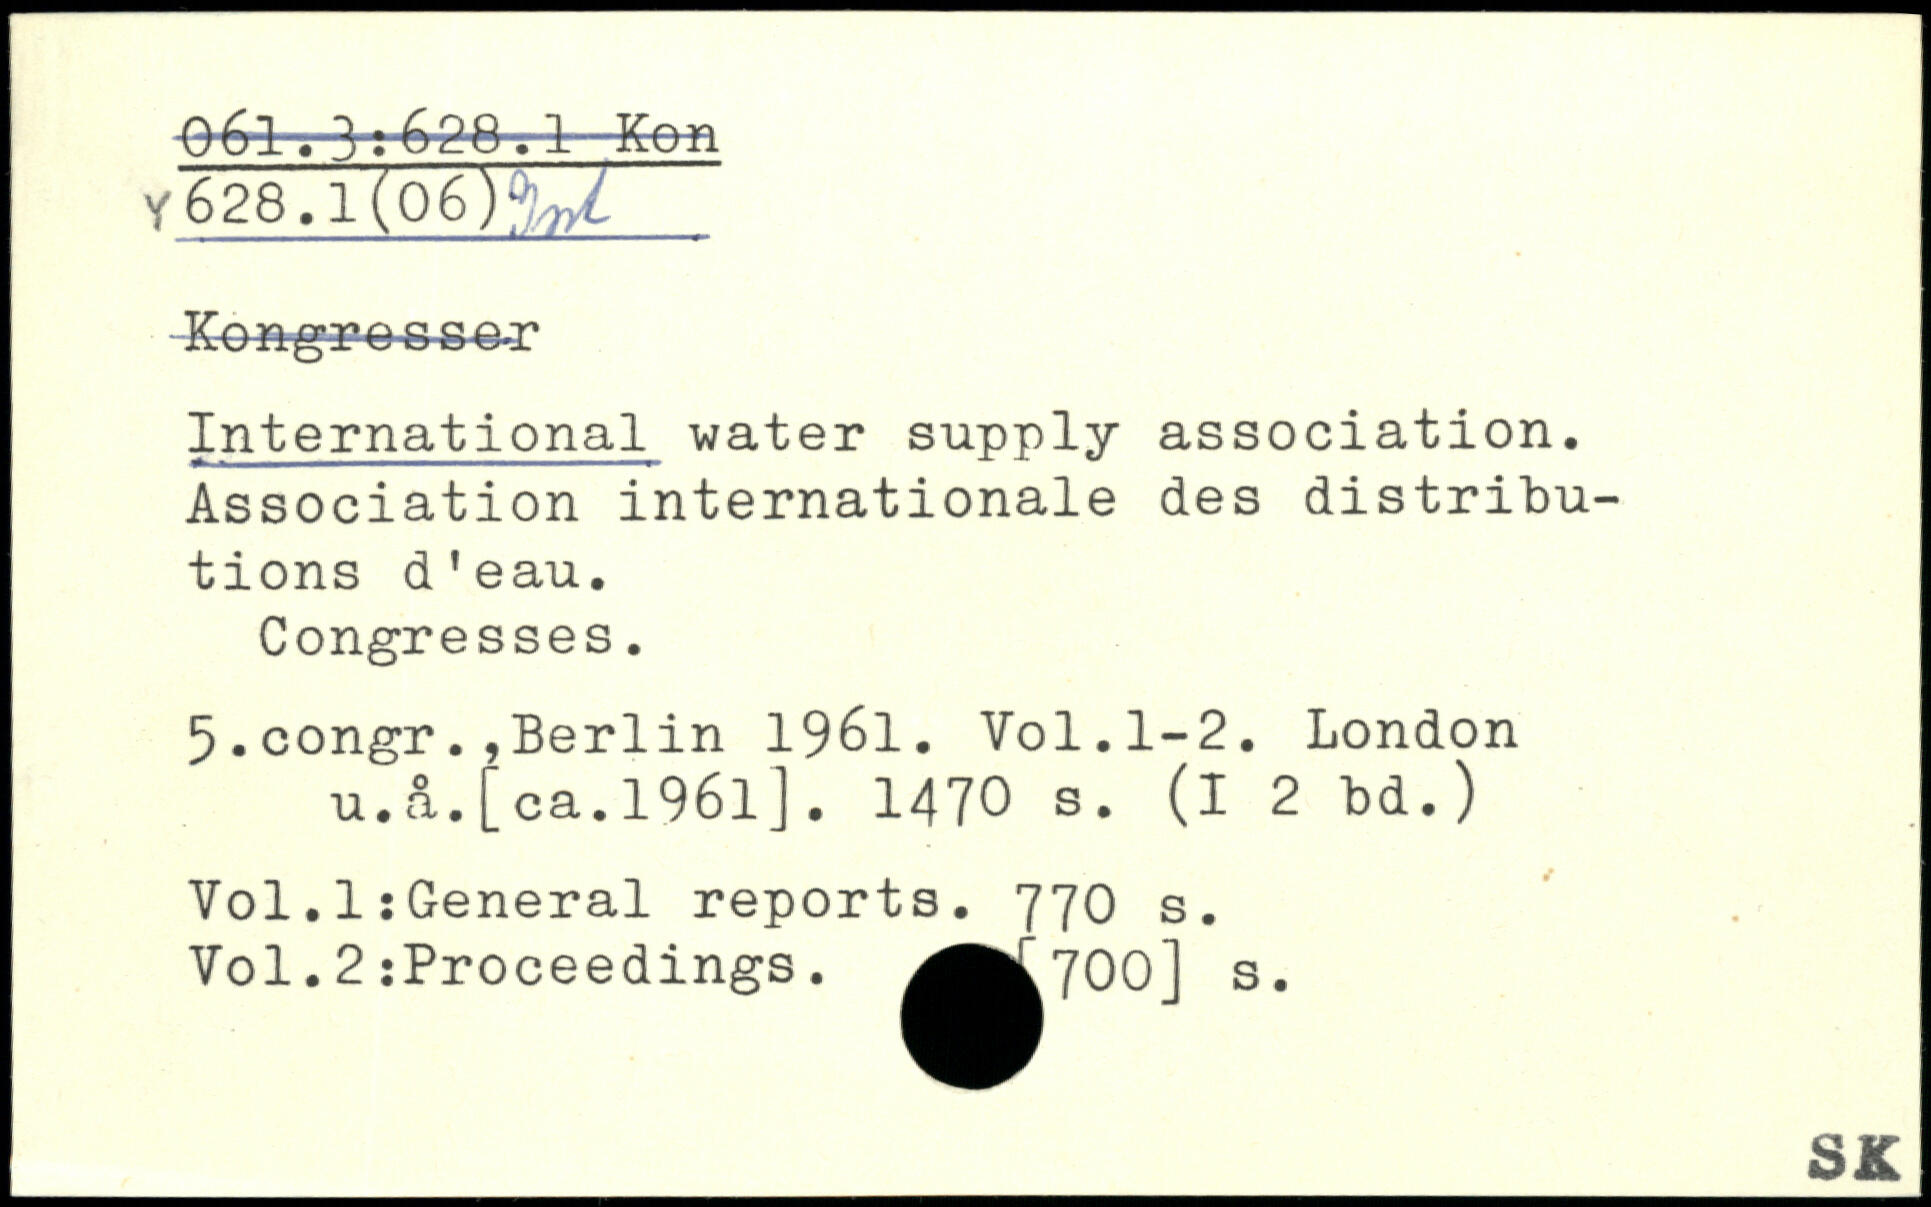 061.3:628.1 Kon
Y 628.1(06) Int
Kongresser
International water supply association.
Association internationale des distribu-
tions d'eau.
Congresses.
5.congr.,Berlin 1961. Vol.1-2. London
u.å.[ca.1961]. 1470 s. (I 2 bd.)
Vol.1:General reports. 770 s.
Vol.2:Proceedings. [700] s.
SK